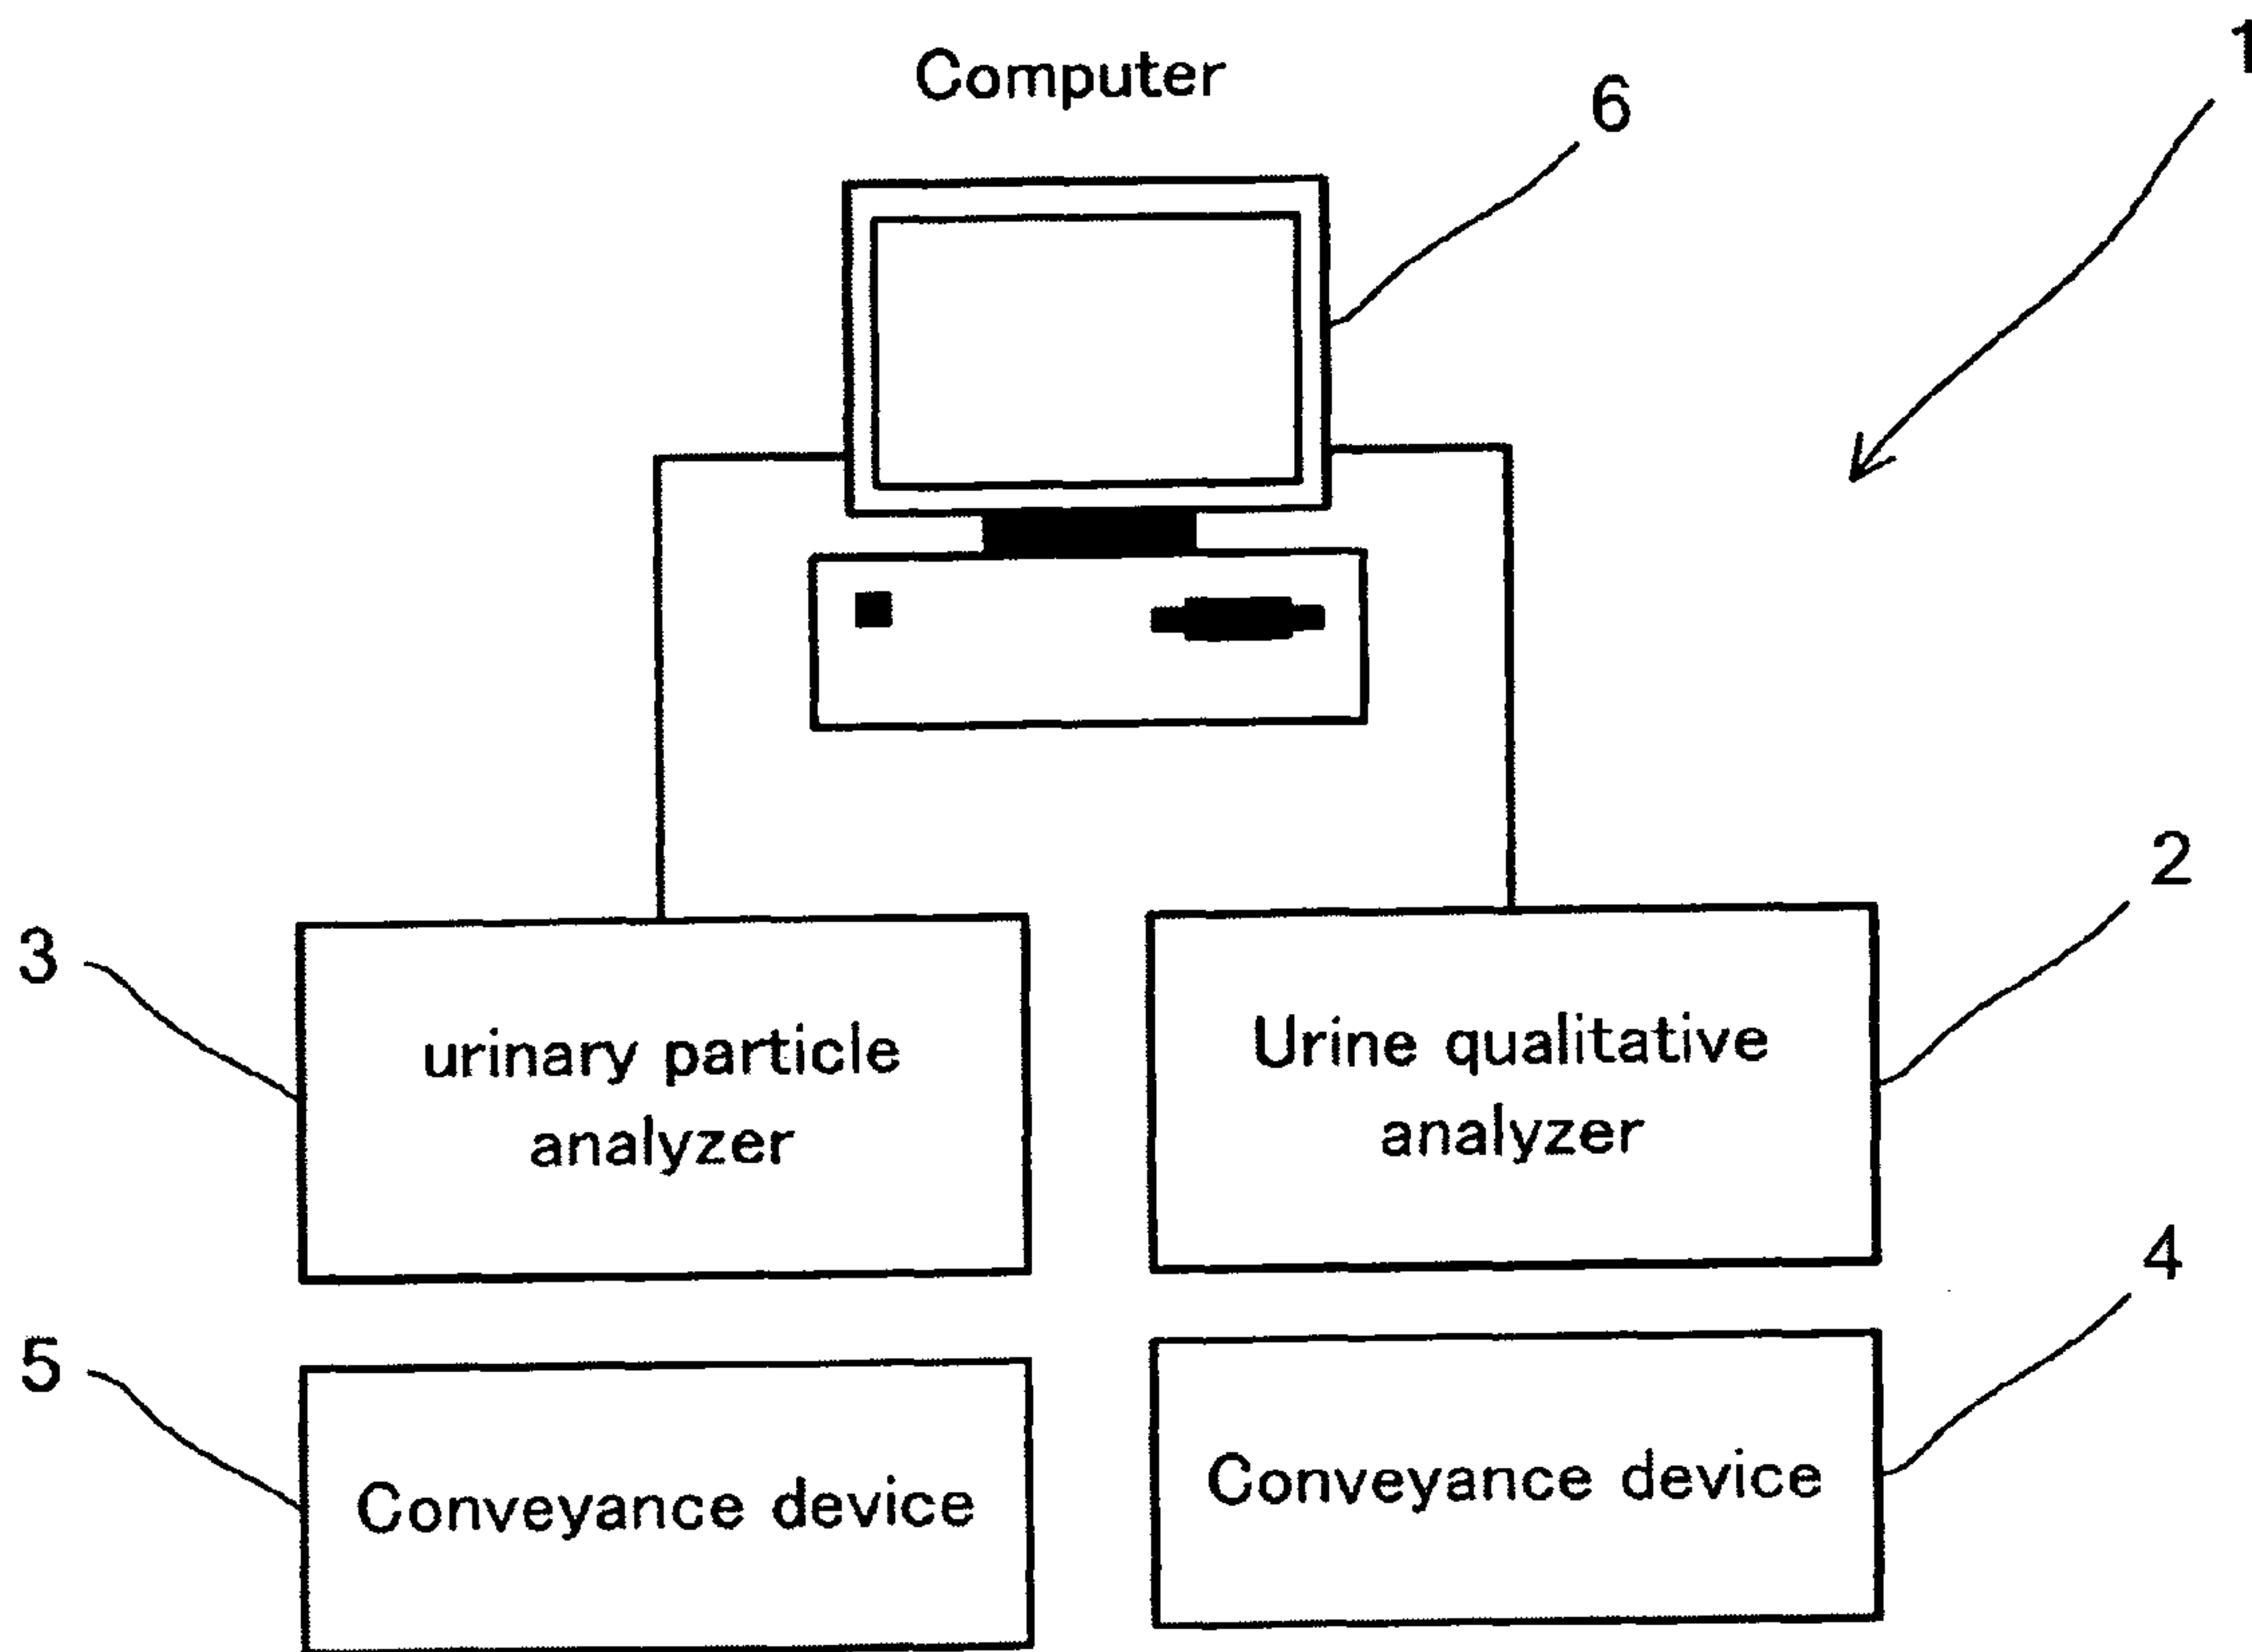 Computer
1
6
2
3
urinary particle
analyzer
Urine qualitative
analyzer
4
5
Conveyance device
Conveyance device